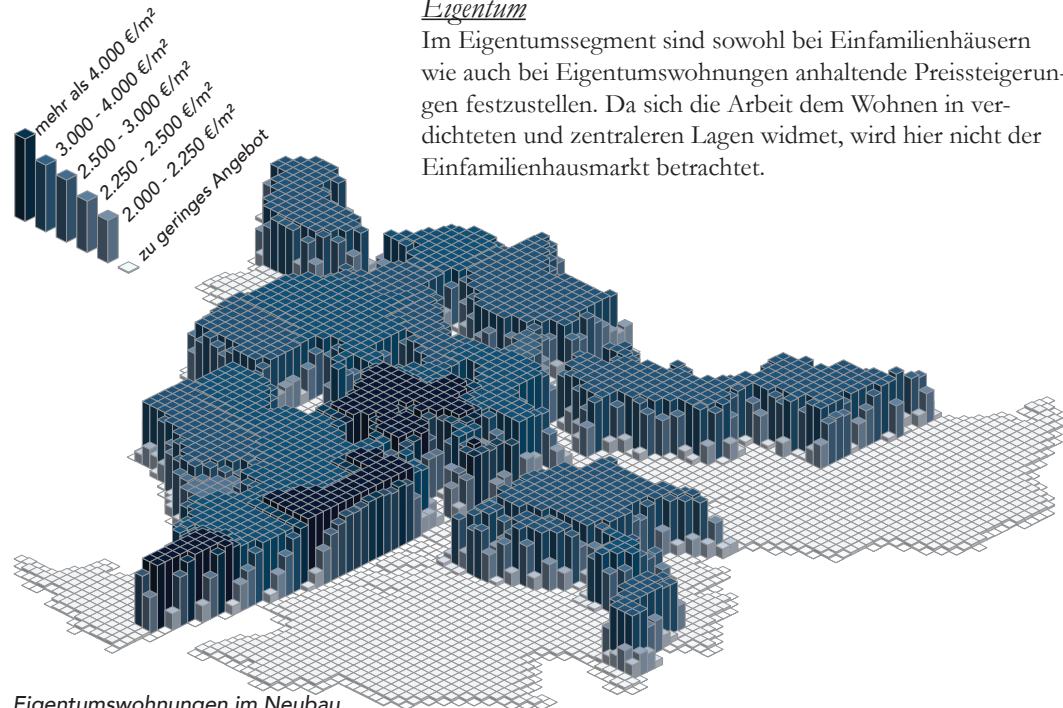 mehr als 4.000 €/m²
3.000 - 4.000 €/m²
2.500 - 3.000 €/m²
2.250 - 2.500 €/m²
2.000 - 2.250 €/m²
zu geringes Angebot
Eigentum
Im Eigentumssegment sind sowohl bei Einfamilienhäusern
wie auch bei Eigentumswohnungen anhaltende Preissteigerun-
gen festzustellen. Da sich die Arbeit dem Wohnen in ver-
dichteten und zentraleren Lagen widmet, wird hier nicht der
Einfamilienhausmarkt betrachtet.
Eigentumswohnungen im Neubau